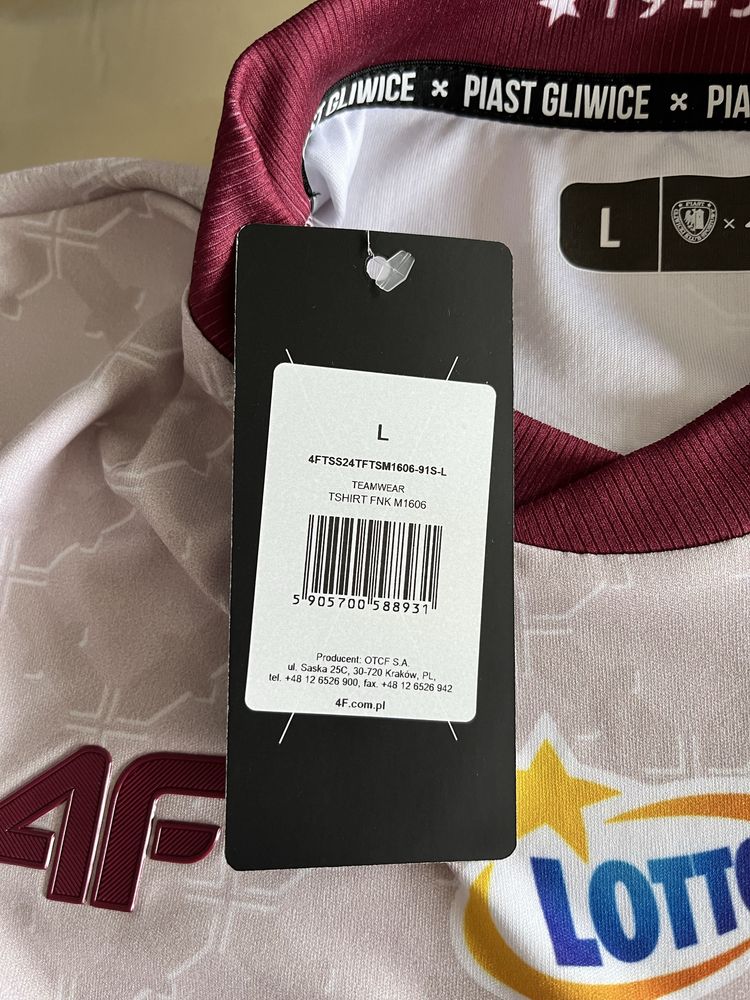 1945
GLIWICE × PIAST GLIWICE × PIA
L
PIAST
×
L
4FTSS24TFTSM1606-91S-L
TEAMWEAR
TSHIRT FNK M1606
5 905700 588931
Producent: OTCF S.A.
ul. Saska 25C, 30-720 Kraków, PL,
tel. +48 12 6526 900, fax. +48 12 6526 942
4F.com.pl
4F
LOTTO